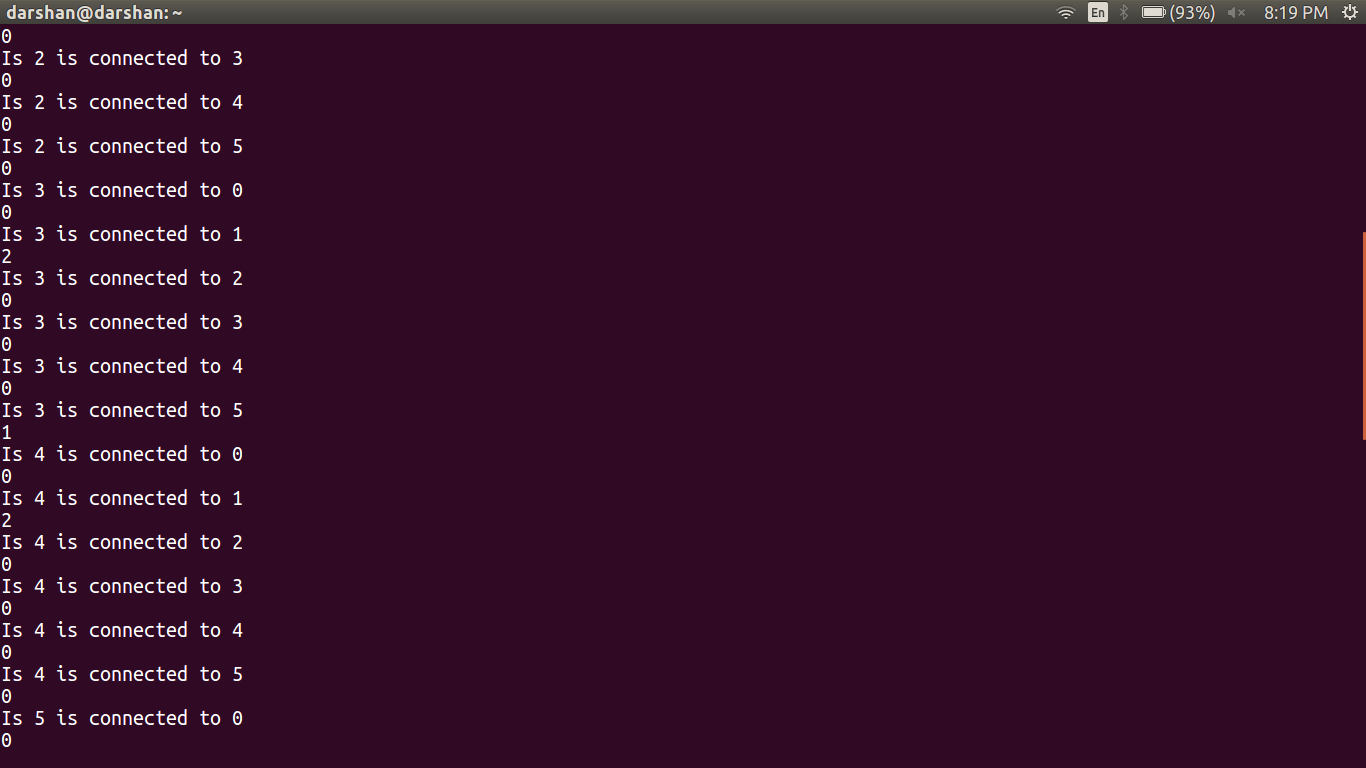 darshan@darshan: ~ En (93%) 8:19 PM
0
Is 2 is connected to 3
0
Is 2 is connected to 4
0
Is 2 is connected to 5
0
Is 3 is connected to 0
0
Is 3 is connected to 1
2
Is 3 is connected to 2
0
Is 3 is connected to 3
0
Is 3 is connected to 4
0
Is 3 is connected to 5
1
Is 4 is connected to 0
0
Is 4 is connected to 1
2
Is 4 is connected to 2
0
Is 4 is connected to 3
0
Is 4 is connected to 4
0
Is 4 is connected to 5
0
Is 5 is connected to 0
0